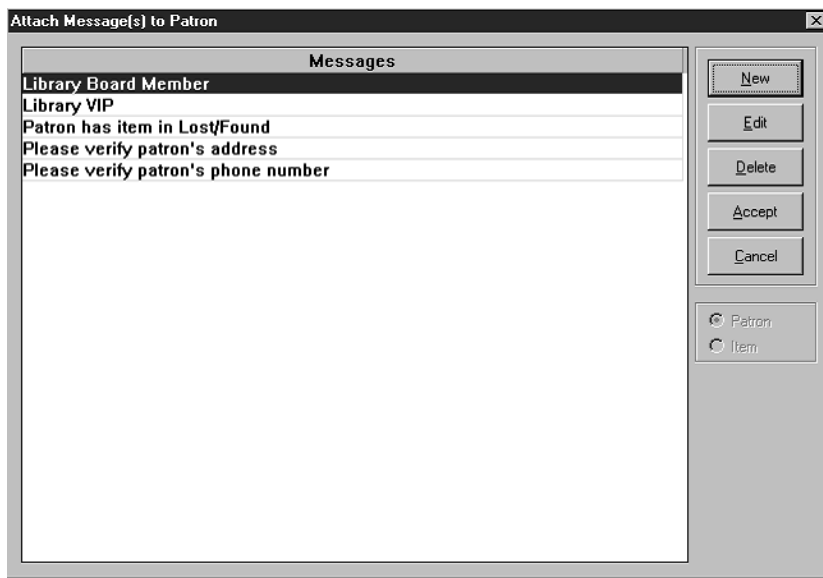 Attach Message(s) to Patron
Messages
Library Board Member
Library VIP
Patron has item in Lost/Found
Please verify patron's address
Please verify patron's phone number
New
Edit
Delete
Accept
Cancel
Patron
Item